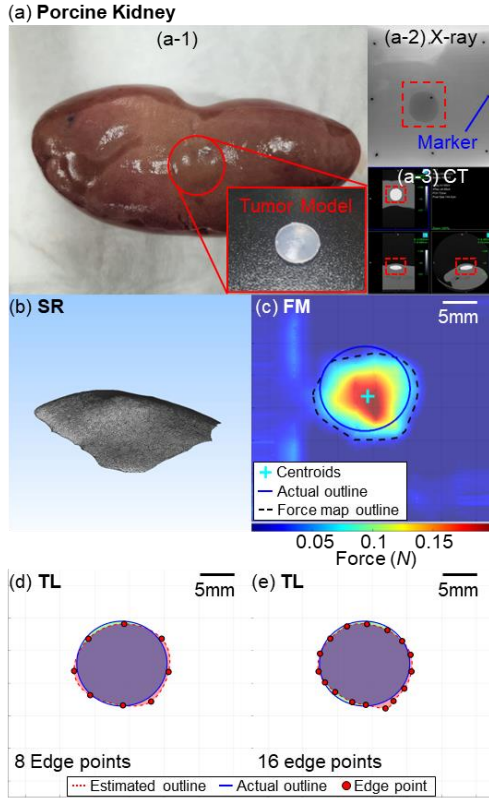 (a) Porcine Kidney
(a-1)
(a-2) X-ray
Marker
(a-3) CT
Tumor Model
(b) SR
(c) FM
5mm
Centroids
Actual outline
Force map outline
0.05 0.1 0.15
Force (N)
(d) TL
5mm
(e) TL
5mm
8 Edge points
16 edge points
Estimated outline Actual outline Edge point